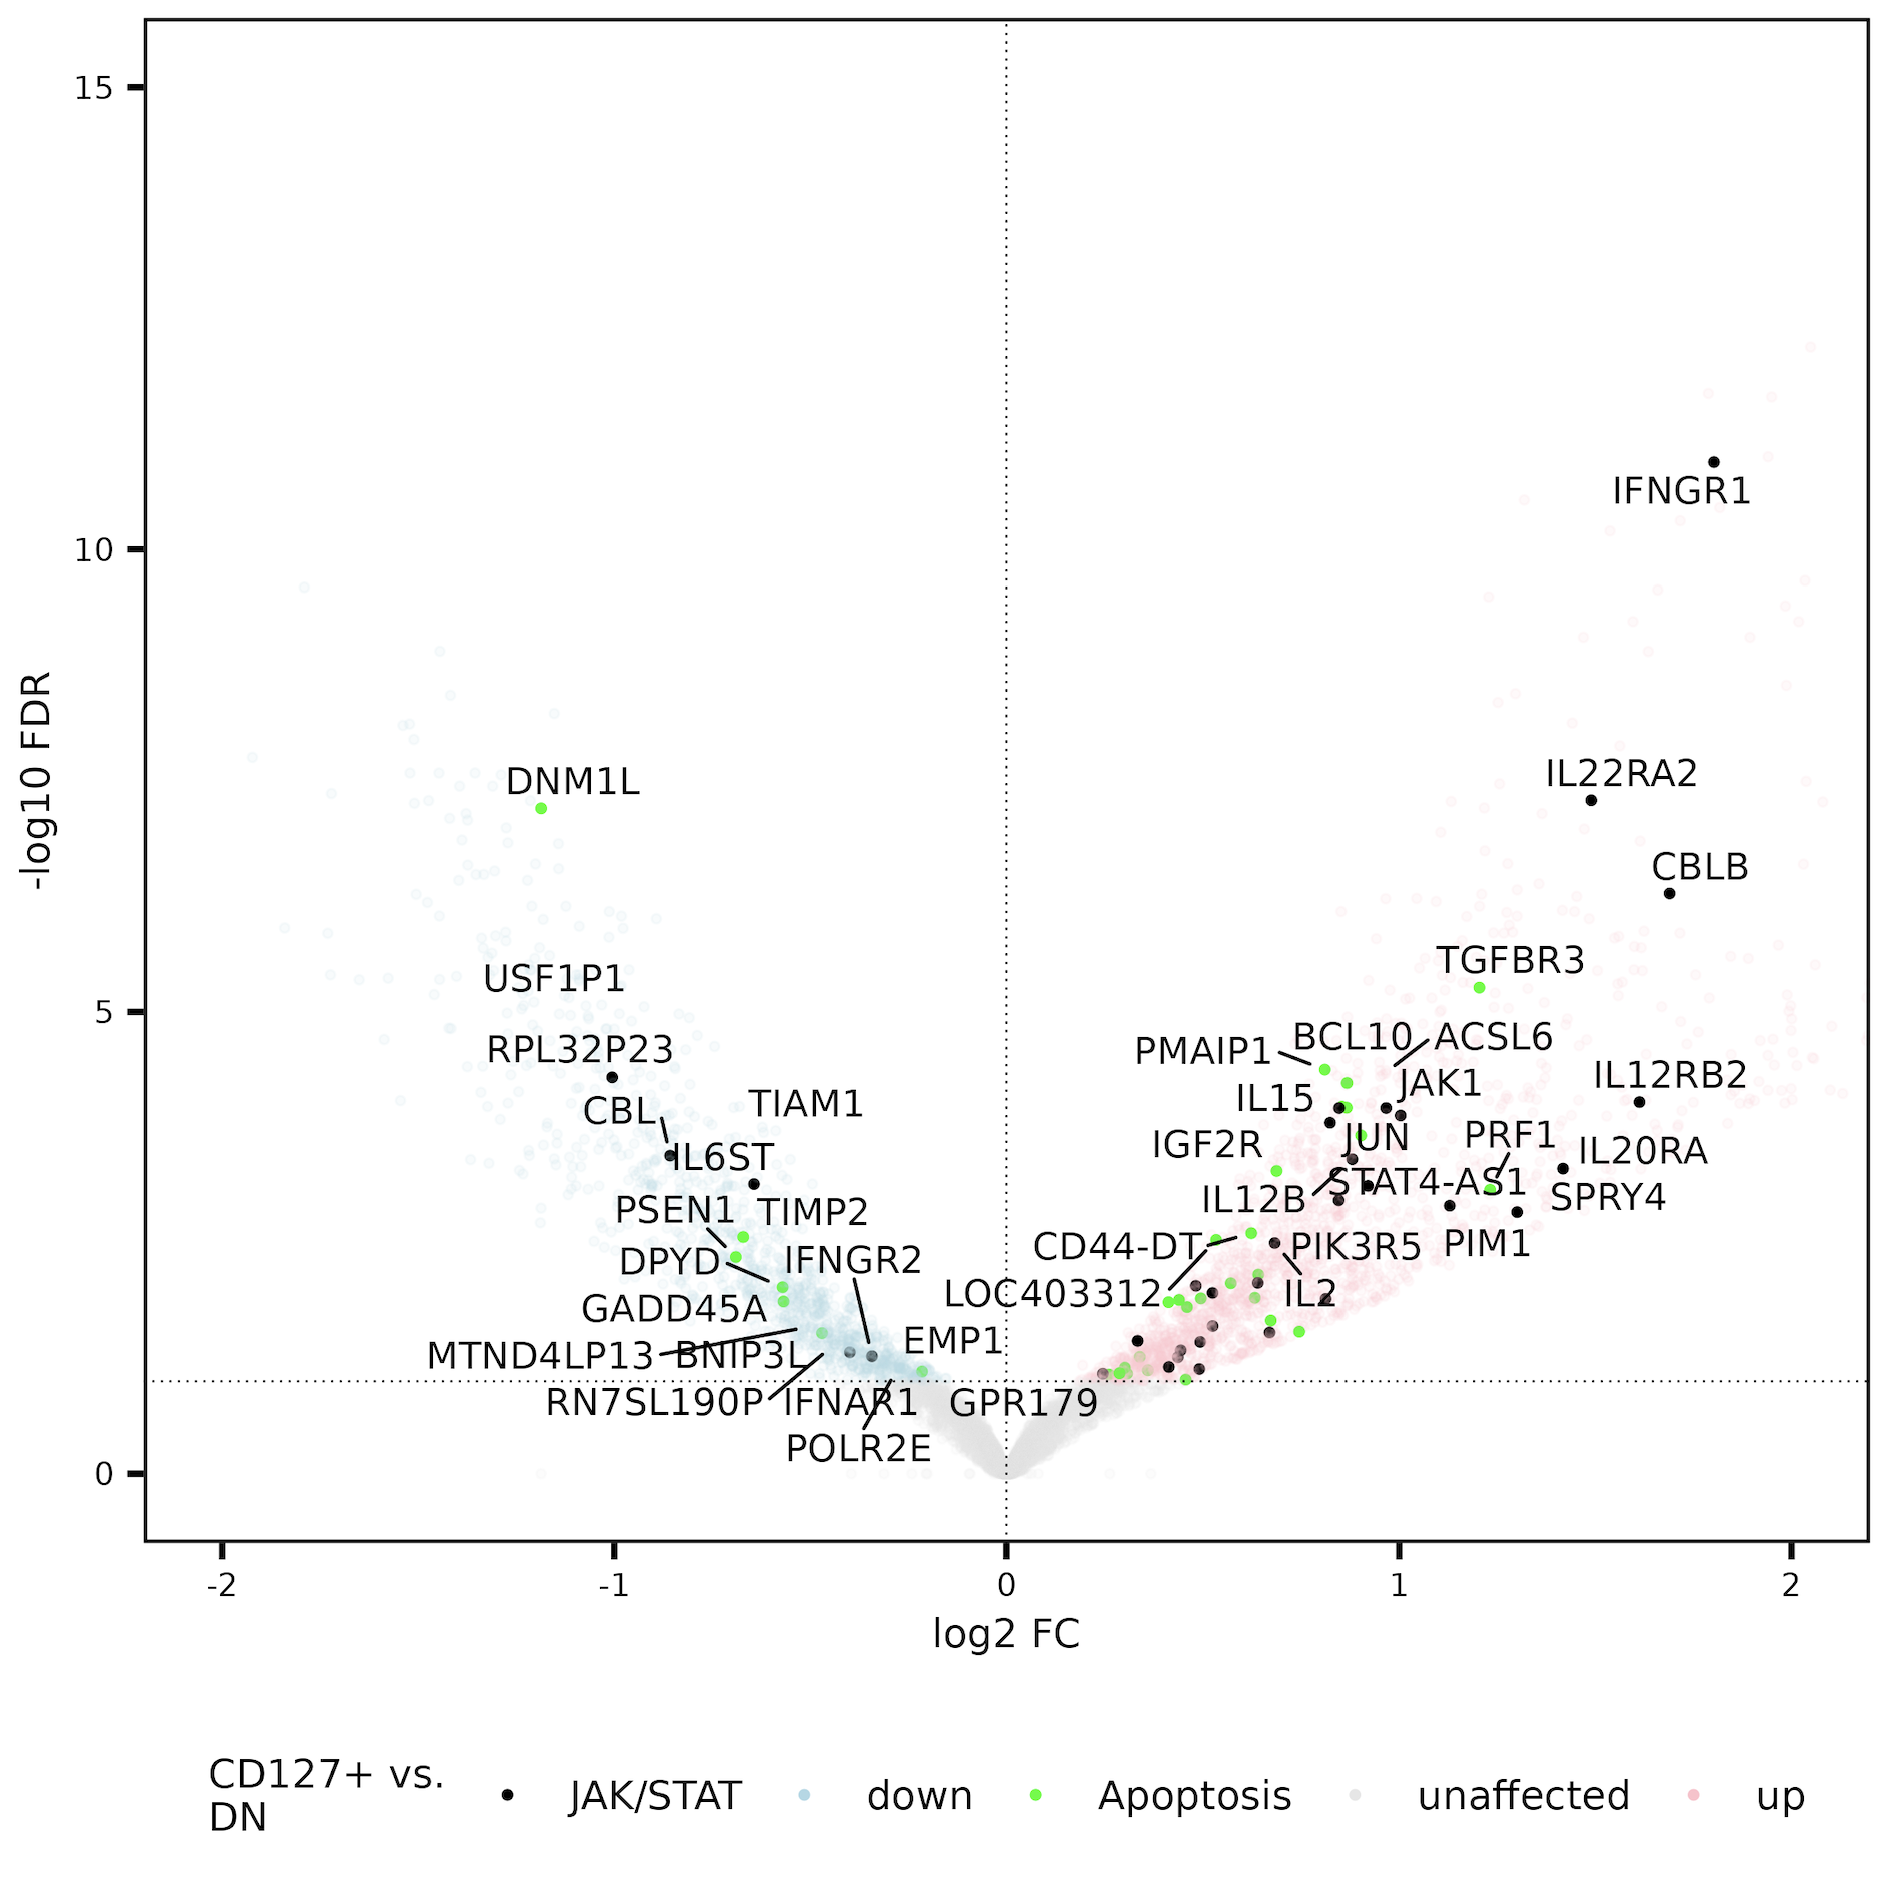 15
10
5
0
-log10 FDR
IFNGR1
DNM1L
IL22RA2
CBLB
USF1P1
TGFBR3
RPL32P23
PMAIP1
BCL10
ACSL6
CBL
TIAM1
IL15
JAK1
IL12RB2
IL6ST
IGF2R
JUN
PRF1
IL20RA
PSEN1
TIMP2
IL12B
STAT4-AS1
SPRY4
DPYD
IFNGR2
CD44-DT
PIK3R5
PIM1
GADD45A
LOC403312
IL2
MTND4LP13
BNIP3L
EMP1
RN7SL190P
IFNAR1
GPR179
POLR2E
-2
-1
0
1
2
log2 FC
CD127+ vs.
DN
JAK/STAT
down
Apoptosis
unaffected
up